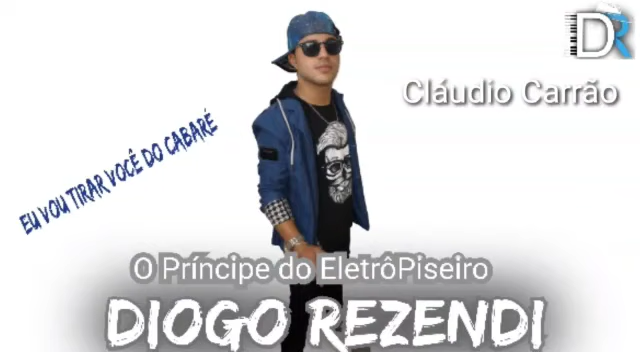 DR
Cláudio Carrão
EU VOU TIRAR VOCÊ DO CABARÉ
O Príncipe do EletrôPiseiro
DIOGO REZENDI